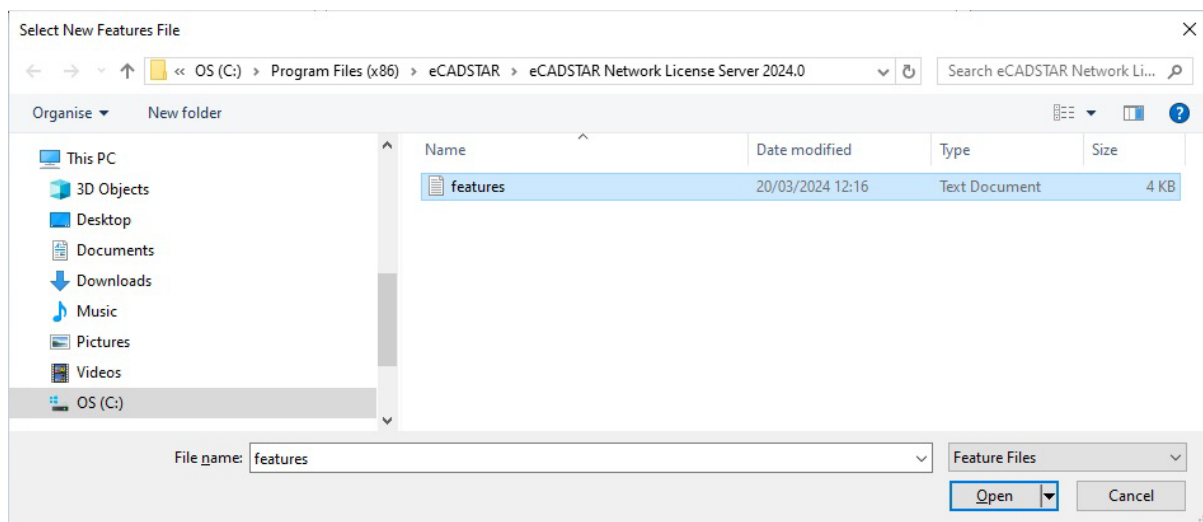 Select New Features File
« OS (C:) > Program Files (x86) > eCADSTAR > eCADSTAR Network License Server 2024.0
Search eCADSTAR Network Li...
Organise New folder
?
This PC
3D Objects
Desktop
Documents
Downloads
Music
Pictures
Videos
OS (C:)
Name Date modified Type Size
features 20/03/2024 12:16 Text Document 4 KB
File name: features
Feature Files
Open Cancel